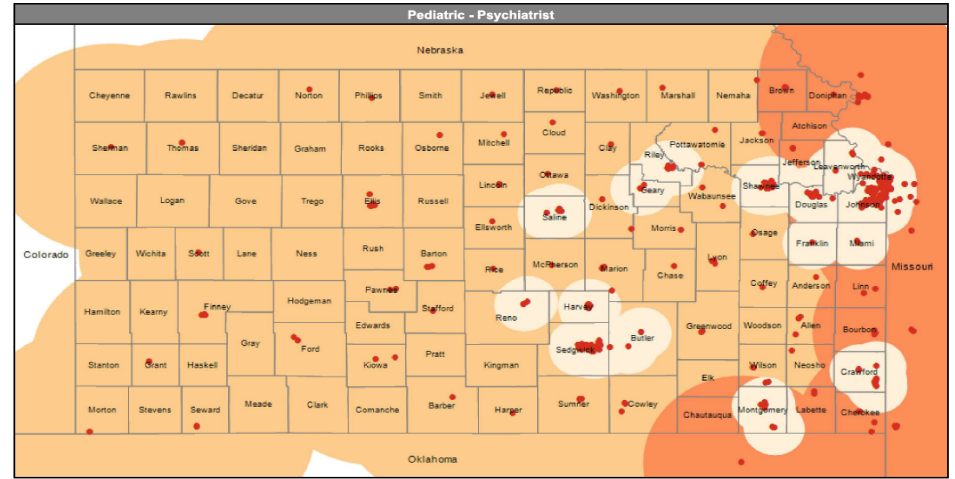 Pediatric - Psychiatrist
Nebraska
Cheyenne Rawlins Decatur Norton Phillips Smith Jewell Republic Washington Marshall Nemaha Brown Doniphan
Atchison
Cloud
Sherman Thomas Sheridan Graham Rooks Osborne Mitchell Clay Riley Pottawatomie Jackson Jefferson Leavenworth
Ottawa
Wyandotte
Lincoln
Geary Wabaunsee Shawnee
Wallace Logan Gove Trego Ellis Russell Dickinson Douglas Johnson
Saline
Ellsworth Morris Osage
Franklin Miami
Colorado Greeley Wichita Scott Lane Ness Rush Barton
Lyon
Rice McPherson Marion Chase Missouri
Coffey Anderson Linn
Pawnee
Hamilton Kearny Finney Hodgeman Stafford Reno Harvey
Edwards Woodson Allen Bourbon
Gray Ford Greenwood
Butler
Sedgwick
Stanton Grant Haskell Kiowa Pratt Kingman Wilson Neosho Crawford
Elk
Morton Stevens Seward Meade Clark Comanche Barber Harper Sumner Cowley Chautauqua Montgomery Labette Cherokee
Oklahoma